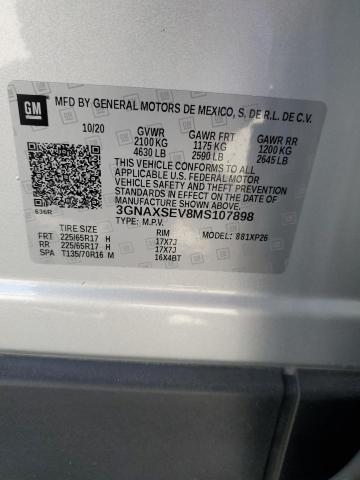 GM
MFD BY GENERAL MOTORS DE MEXICO, S. DE R.L. DE C.V.
10/20 GVWR GAWR FRT GAWR RR
2100 KG 1175 KG 1200 KG
4630 LB 2590 LB 2645 LB
THIS VEHICLE CONFORMS TO ALL
APPLICABLE U.S. FEDERAL MOTOR
VEHICLE SAFETY AND THEFT
PREVENTION STANDARDS IN EFFECT ON
THE DATE OF MANUFACTURE SHOWN ABOVE.
3GNAXSEV8MS107898
636R TYPE: M.P.V. MODEL: 881XP26
RIM
FRT 225/65R17 H 17X7J
RR 225/65R17 H 17X7J
SPA T135/70R16 M 16X4BT